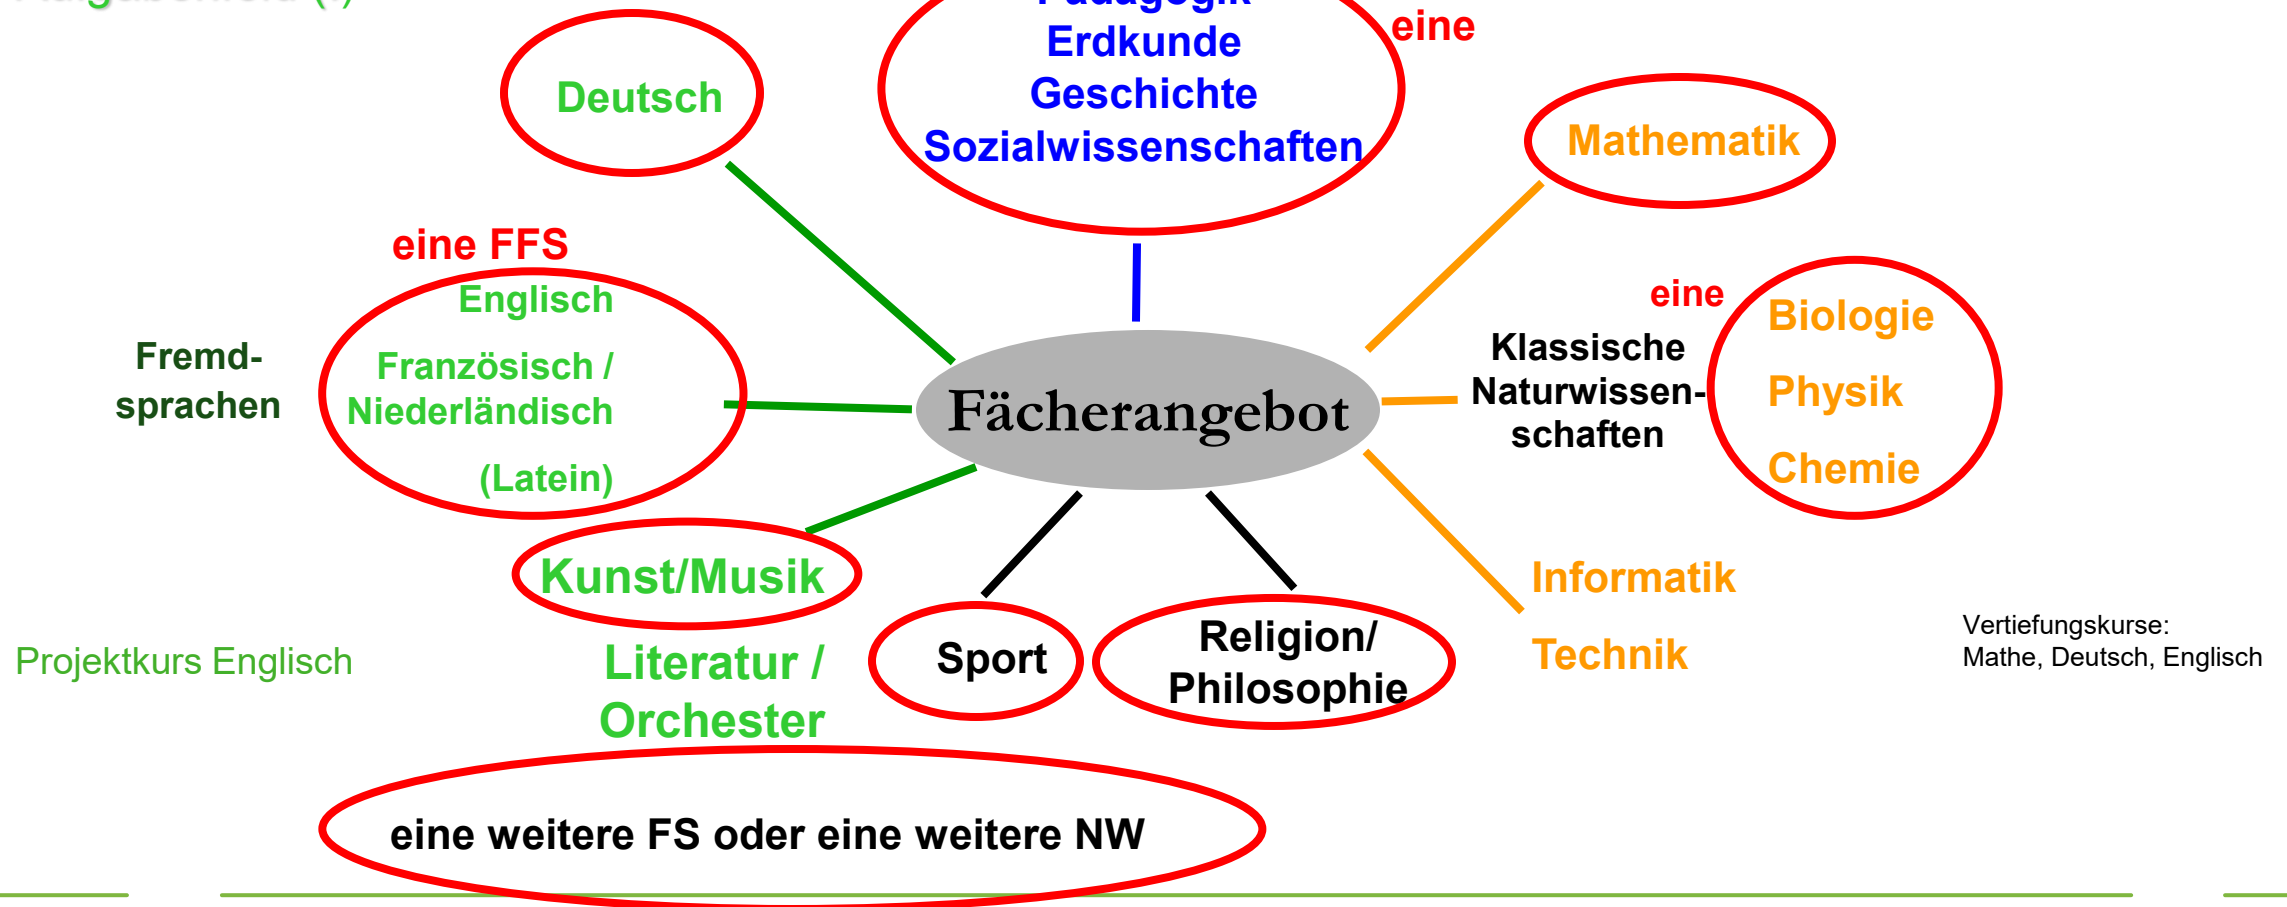 Pädagogik
eine
Erdkunde
Deutsch
Geschichte
Sozialwissenschaften
Mathematik
eine FFS
Englisch
Französisch /
Niederländisch
(Latein)
Fremd-
sprachen
Fächerangebot
eine
Klassische
Naturwissen-
schaften
Biologie
Physik
Chemie
Kunst/Musik
Literatur /
Orchester
Sport
Religion/
Philosophie
Informatik
Technik
Projektkurs Englisch
Vertiefungskurse:
Mathe, Deutsch, Englisch
eine weitere FS oder eine weitere NW